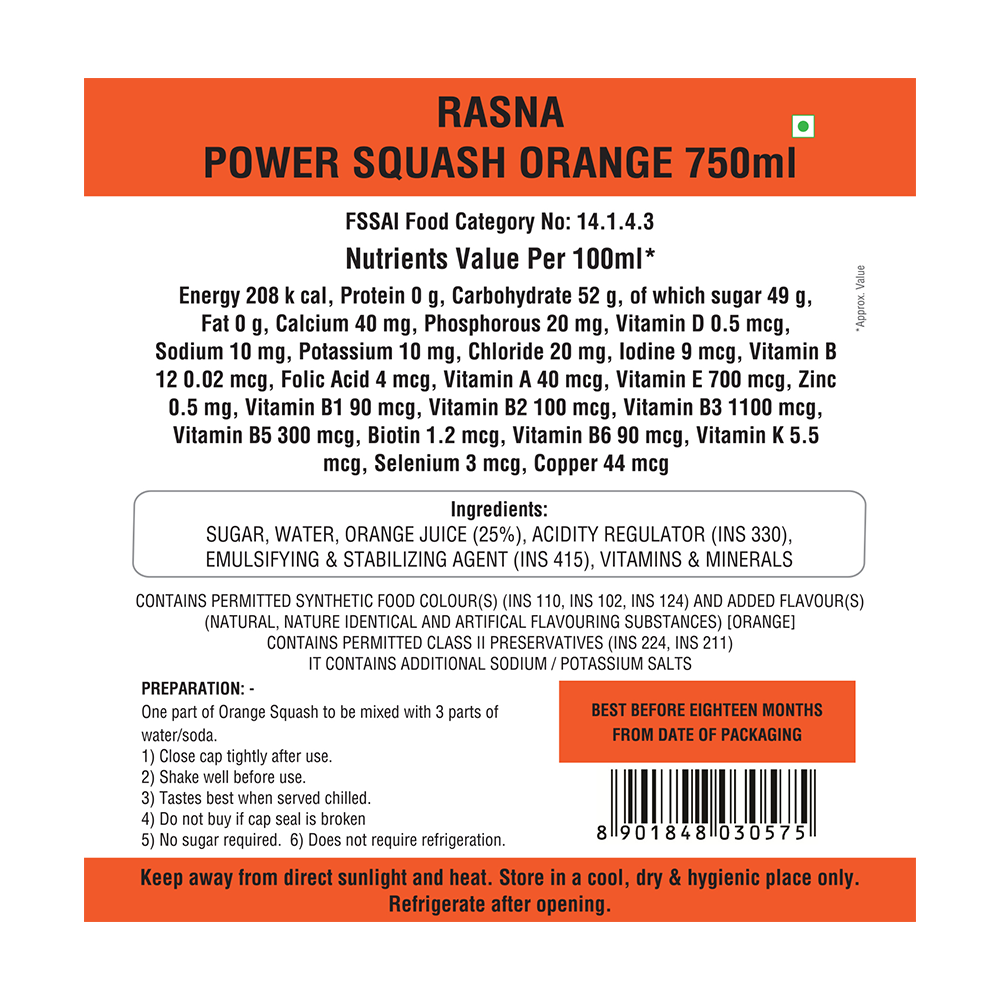 RASNA
POWER SQUASH ORANGE 750ml
FSSAI Food Category No: 14.1.4.3
Nutrients Value Per 100ml*
*Approx. Value
Energy 208 k cal, Protein 0 g, Carbohydrate 52 g, of which sugar 49 g,
Fat 0 g, Calcium 40 mg, Phosphorous 20 mg, Vitamin D 0.5 mcg,
Sodium 10 mg, Potassium 10 mg, Chloride 20 mg, Iodine 9 mcg, Vitamin B
12 0.02 mcg, Folic Acid 4 mcg, Vitamin A 40 mcg, Vitamin E 700 mcg, Zinc
0.5 mg, Vitamin B1 90 mcg, Vitamin B2 100 mcg, Vitamin B3 1100 mcg,
Vitamin B5 300 mcg, Biotin 1.2 mcg, Vitamin B6 90 mcg, Vitamin K 5.5
mcg, Selenium 3 mcg, Copper 44 mcg
Ingredients:
SUGAR, WATER, ORANGE JUICE (25%), ACIDITY REGULATOR (INS 330),
EMULSIFYING & STABILIZING AGENT (INS 415), VITAMINS & MINERALS
CONTAINS PERMITTED SYNTHETIC FOOD COLOUR(S) (INS 110, INS 102, INS 124) AND ADDED FLAVOUR(S)
(NATURAL, NATURE IDENTICAL AND ARTIFICAL FLAVOURING SUBSTANCES) [ORANGE]
CONTAINS PERMITTED CLASS II PRESERVATIVES (INS 224, INS 211)
IT CONTAINS ADDITIONAL SODIUM / POTASSIUM SALTS
PREPARATION: -
One part of Orange Squash to be mixed with 3 parts of
water/soda.
1) Close cap tightly after use.
2) Shake well before use.
3) Tastes best when served chilled.
4) Do not buy if cap seal is broken
5) No sugar required. 6) Does not require refrigeration.
BEST BEFORE EIGHTEEN MONTHS
FROM DATE OF PACKAGING
8 901848 030575
Keep away from direct sunlight and heat. Store in a cool, dry & hygienic place only.
Refrigerate after opening.